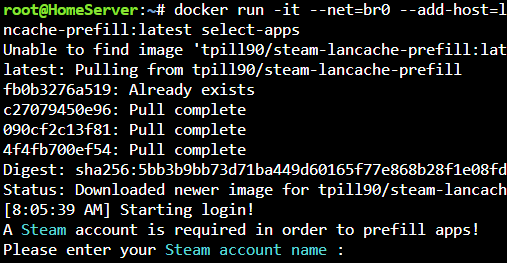 root@HomeServer:~# docker run -it --net=br0 --add-host=l
ncache-prefill:latest select-apps
Unable to find image 'tpill90/steam-lancache-prefill:lat
latest: Pulling from tpill90/steam-lancache-prefill
fb0b3276a519: Already exists
c27079450e96: Pull complete
090cf2c13f81: Pull complete
4f4fb700ef54: Pull complete
Digest: sha256:5bb3b9bb73d71ba449d60165f77e868b28f1e08fd
Status: Downloaded newer image for tpill90/steam-lancach
[8:05:39 AM] Starting login!
A Steam account is required in order to prefill apps!
Please enter your Steam account name :